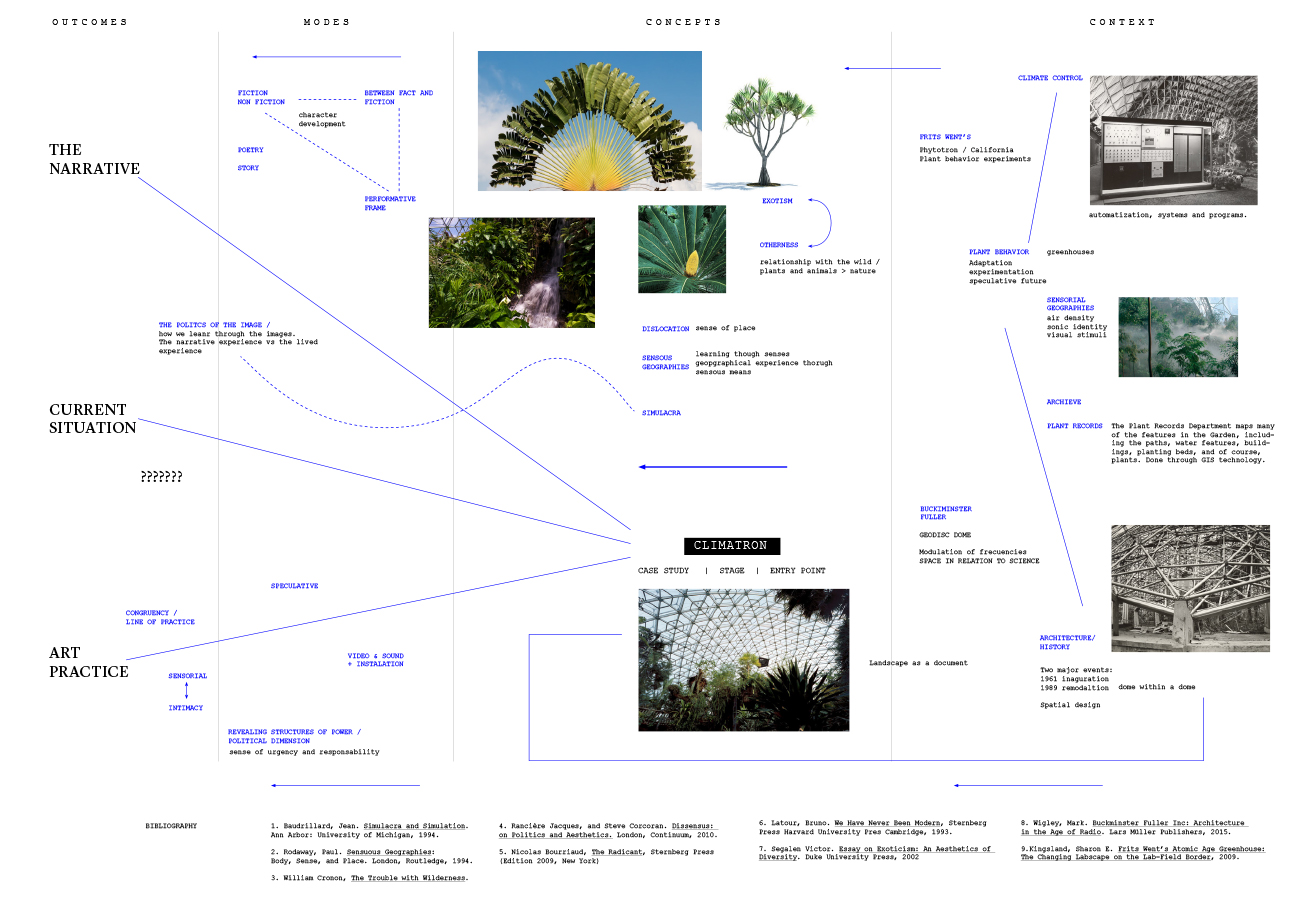 OUTCOMES
MODES
CONCEPTS
CONTEXT
THE
NARRATIVE
CURRENT
SITUATION
???????
ART
PRACTICE
FICTION
NON FICTION
BETWEEN FACT AND
FICTION
character
development
POETRY
STORY
PERFORMATIVE
FRAME
THE POLITCS OF THE IMAGE /
how we leanr through the images.
The narrative experience vs the lived
experience
SPECULATIVE
CONGRUENCY /
LINE OF PRACTICE
VIDEO & SOUND
+ INSTALATION
SENSORIAL
INTIMACY
REVEALING STRUCTURES OF POWER /
POLITICAL DIMENSION
sense of urgency and responsability
EXOTISM
OTHERNESS
relationship with the wild /
plants and animals > nature
DISLOCATION sense of place
SENSOUS
GEOGRAPHIES
learning though senses
geopgraphical experience thorugh
sensous means
SIMULACRA
CLIMATRON
CASE STUDY | STAGE | ENTRY POINT
Landscape as a document
CLIMATE CONTROL
FRITS WENT'S
Phytotron / California
Plant behavior experiments
automatization, systems and programs.
PLANT BEHAVIOR greenhouses
Adaptation
experimentation
speculative future
SENSORIAL
GEOGRAPHIES
air density
sonic identity
visual stimuli
ARCHIEVE
PLANT RECORDS
The Plant Records Department maps many
of the features in the Garden, includ-
ing the paths, water features, build-
ings, planting beds, and of course,
plants. Done through GIS technology.
BUCKIMINSTER
FULLER
GEODISC DOME
Modulation of frecuencies
SPACE IN RELATION TO SCIENCE
ARCHITECTURE/
HISTORY
Two major events:
1961 inaguration
1989 remodaltion dome within a dome
Spatial design
BIBLIOGRAPHY
1. Baudrillard, Jean. Simulacra and Simulation.
Ann Arbor: University of Michigan, 1994.
2. Rodaway, Paul. Sensuous Geographies:
Body, Sense, and Place. London, Routledge, 1994.
3. William Cronon, The Trouble with Wilderness.
4. Rancière Jacques, and Steve Corcoran. Dissensus:
on Politics and Aesthetics. London, Continuum, 2010.
5. Nicolas Bourriaud, The Radicant, Sternberg Press
(Edition 2009, New York)
6. Latour, Bruno. We Have Never Been Modern, Sternberg
Press Harvard University Pres Cambridge, 1993.
7. Segalen Victor. Essay on Exoticism: An Aesthetics of
Diversity. Duke University Press, 2002
8. Wigley, Mark. Buckminster Fuller Inc: Architecture
in the Age of Radio. Lars Müller Publishers, 2015.
9.Kingsland, Sharon E. Frits Went's Atomic Age Greenhouse:
The Changing Labscape on the Lab-Field Border, 2009.